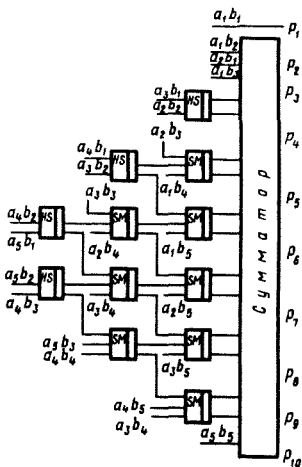 a₁b₁ p₁
a₁b₂
a₂b₁ p₂
a₁b₃
a₃b₁ HS p₃
a₂b₂
a₂b₃ p₄
a₄b₁ HS SM
a₃b₂
a₃b₃ a₁b₄ p₅
a₄b₂ HS SM SM
a₅b₁ a₂b₄ a₁b₅ p₆
a₅b₂ HS SM SM
a₄b₃ a₃b₄ a₂b₅ p₇
a₅b₃ SM SM
a₄b₄ a₃b₅ p₈
SM
a₄b₅ p₉
a₃b₄
a₅b₅ p₁₀
Сумматор